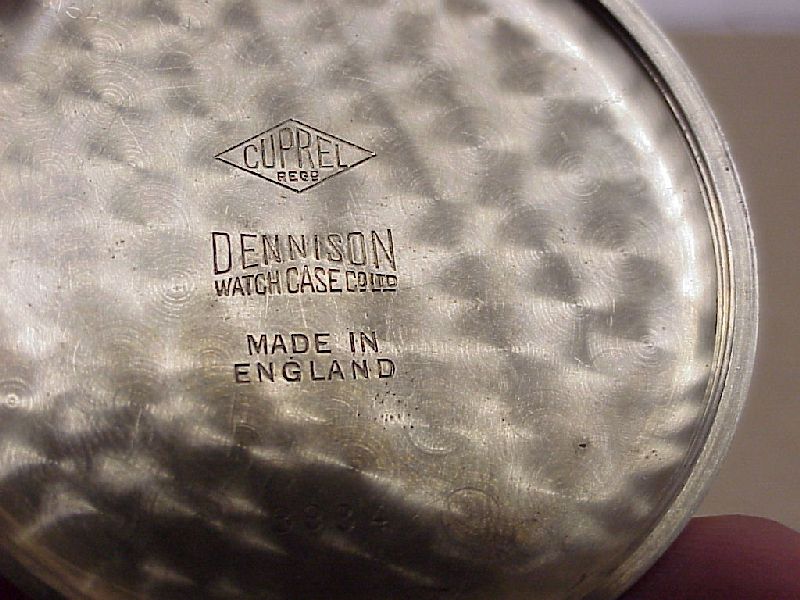 CUPREL
REGD
DENNISON
WATCH CASE CO LTD
MADE IN
ENGLAND